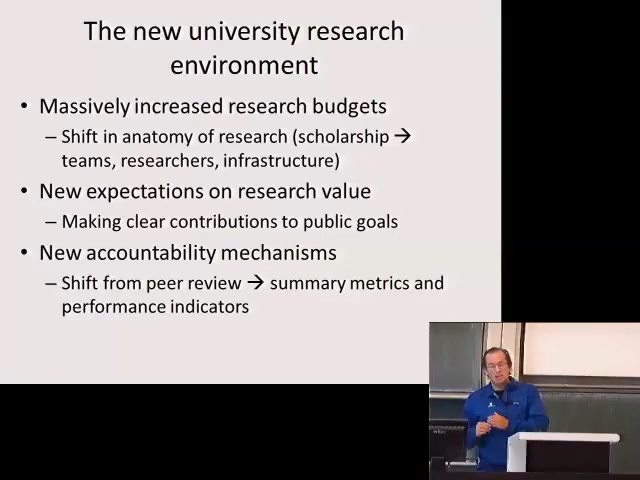 The new university research
environment
• Massively increased research budgets
– Shift in anatomy of research (scholarship →
teams, researchers, infrastructure)
• New expectations on research value
– Making clear contributions to public goals
• New accountability mechanisms
– Shift from peer review → summary metrics and
performance indicators